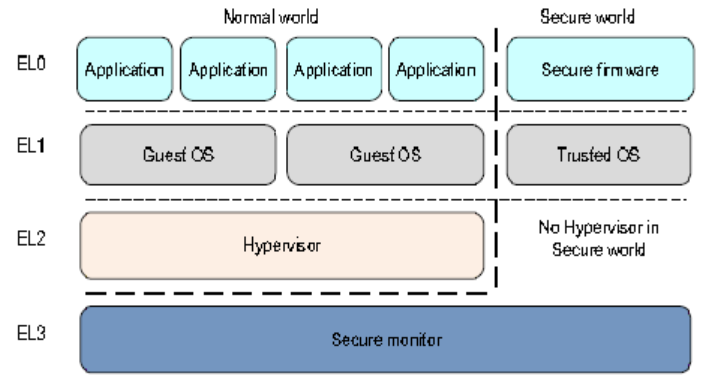 Normal world
Secure world
EL0
Application
Application
Application
Application
Secure firmware
EL1
Guest OS
Guest OS
Trusted OS
EL2
Hypervisor
No Hypervisor in
Secure world
EL3
Secure monitor